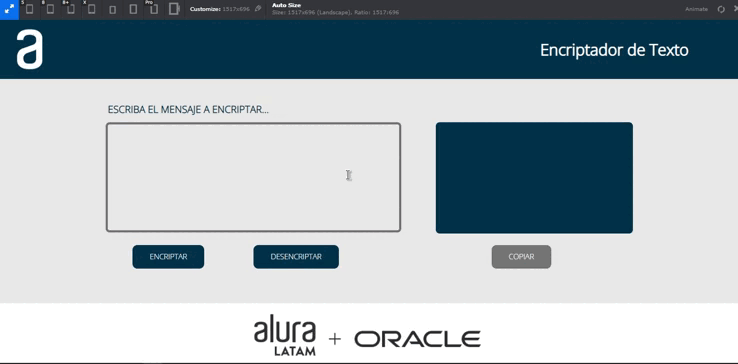 S B B+ X Pro Customize: 1517x696 Auto Size Animate
Size: 1517x696 (Landscape), Ratio: 1517:696
a Encriptador de Texto
ESCRIBA EL MENSAJE A ENCRIPTAR...
ENCRIPTAR DESENCRIPTAR COPIAR
alura LATAM + ORACLE